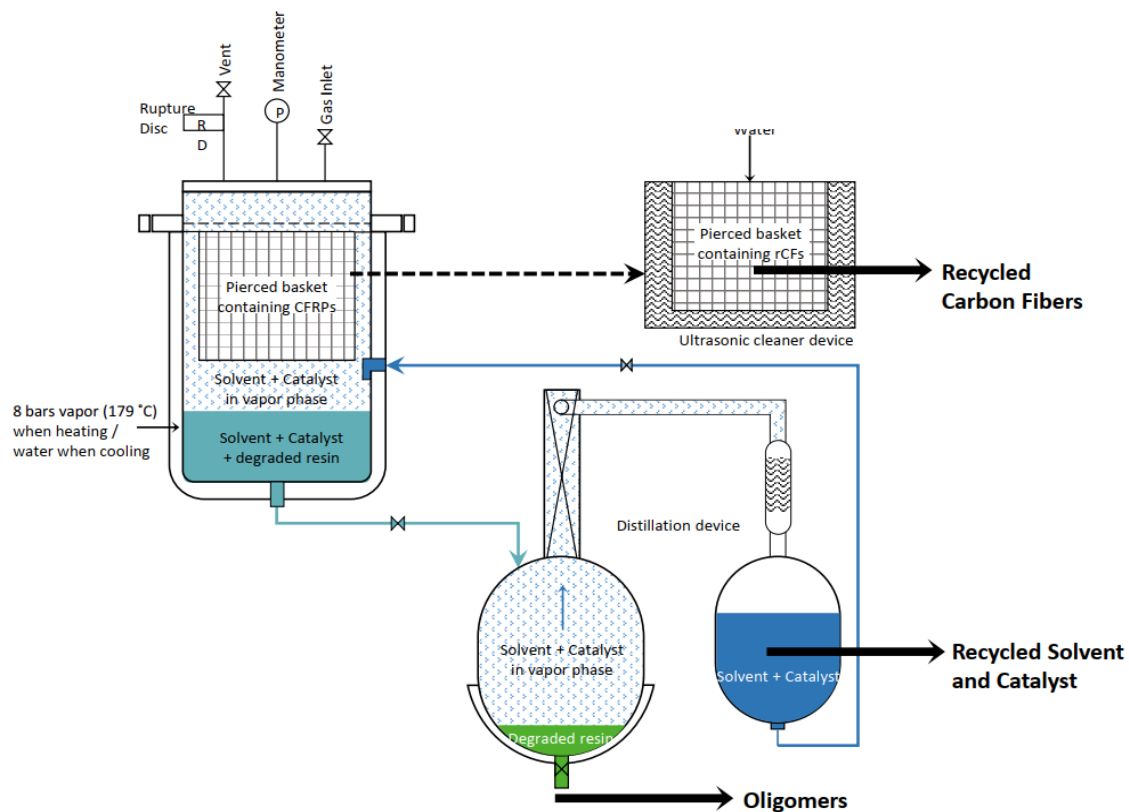 Vent
Manometer
Gas Inlet
Rupture
Disc
R
D
P
Water
Pierced basket
containing CFRPs
Pierced basket
containing rCFs
Recycled
Carbon Fibers
Ultrasonic cleaner device
Solvent + Catalyst
in vapor phase
8 bars vapor (179 ˚C)
when heating /
water when cooling
Solvent + Catalyst
+ degraded resin
Distillation device
Solvent + Catalyst
in vapor phase
Solvent + Catalyst
Recycled Solvent
and Catalyst
Degraded resin
Oligomers